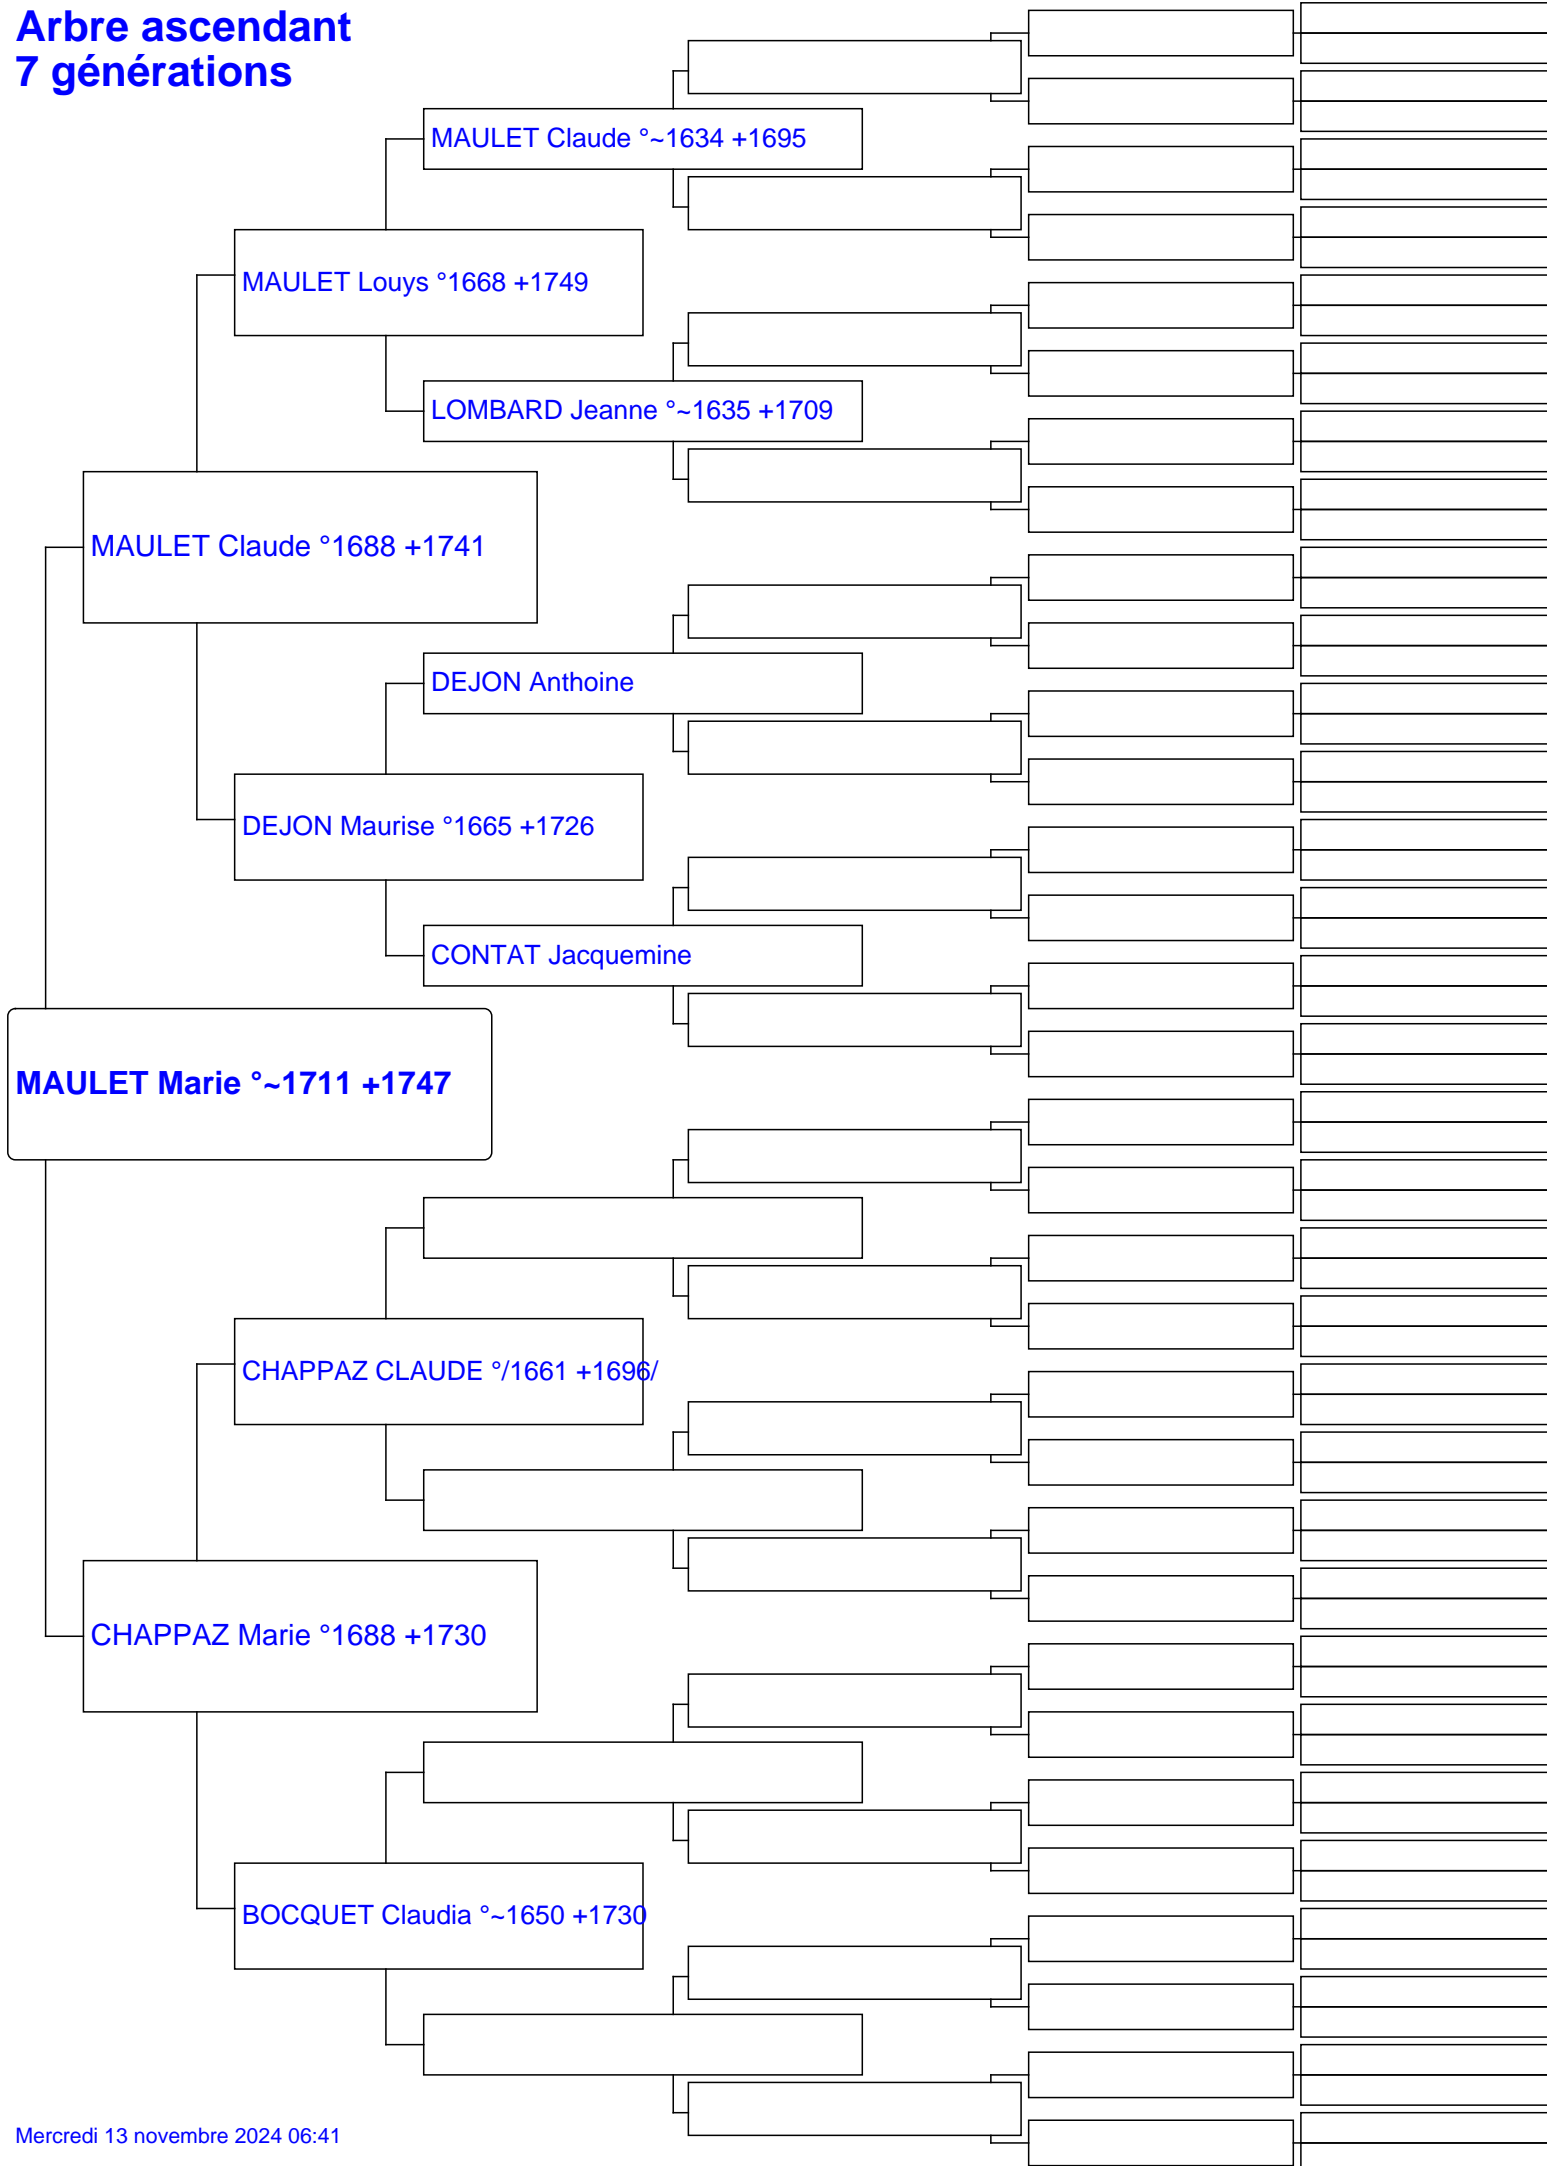 Arbre ascendant
7 générations
MAULET Claude °~1634 +1695
MAULET Louys °1668 +1749
LOMBARD Jeanne °~1635 +1709
MAULET Claude °1688 +1741
DEJON Anthoine
DEJON Maurise °1665 +1726
CONTAT Jacquemine
MAULET Marie °~1711 +1747
CHAPPAZ CLAUDE °/1661 +1696/
CHAPPAZ Marie °1688 +1730
BOCQUET Claudia °~1650 +1730
Mercredi 13 novembre 2024 06:41